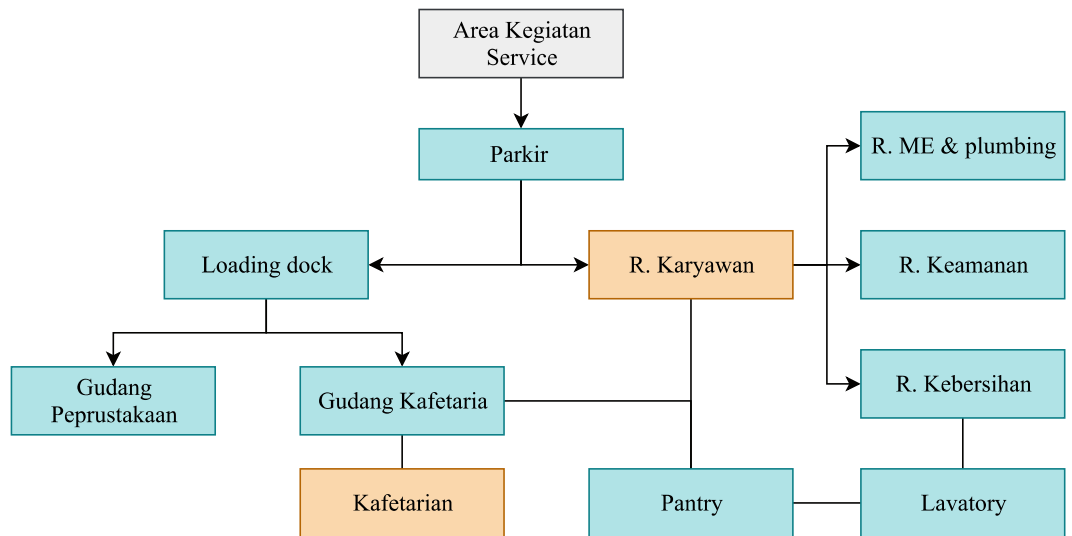 Area Kegiatan
Service
Parkir
R. ME & plumbing
Loading dock
R. Karyawan
R. Keamanan
Gudang
Peprustakaan
Gudang Kafetaria
R. Kebersihan
Kafetarian
Pantry
Lavatory